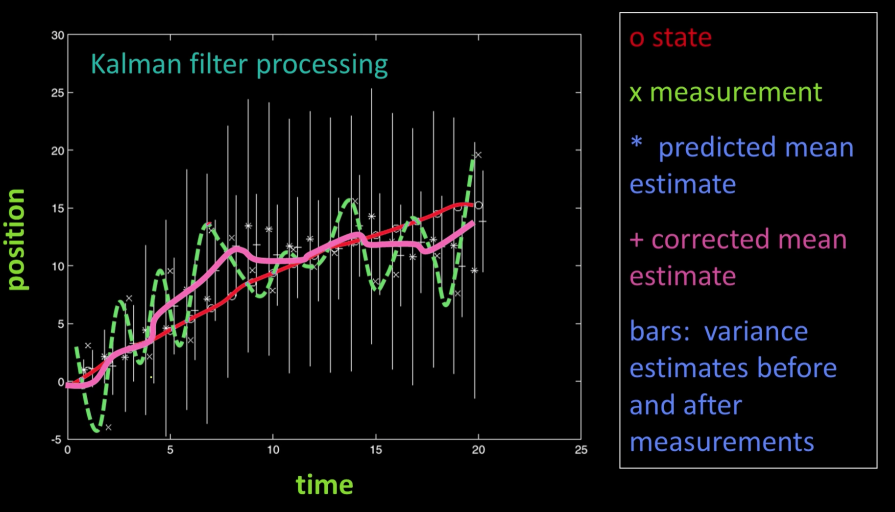 Kalman filter processing
30
25
20
15
10
5
0
-5
0
5
10
15
20
25
position
time
o state
x measurement
* predicted mean
estimate
+ corrected mean
estimate
bars: variance
estimates before
and after
measurements